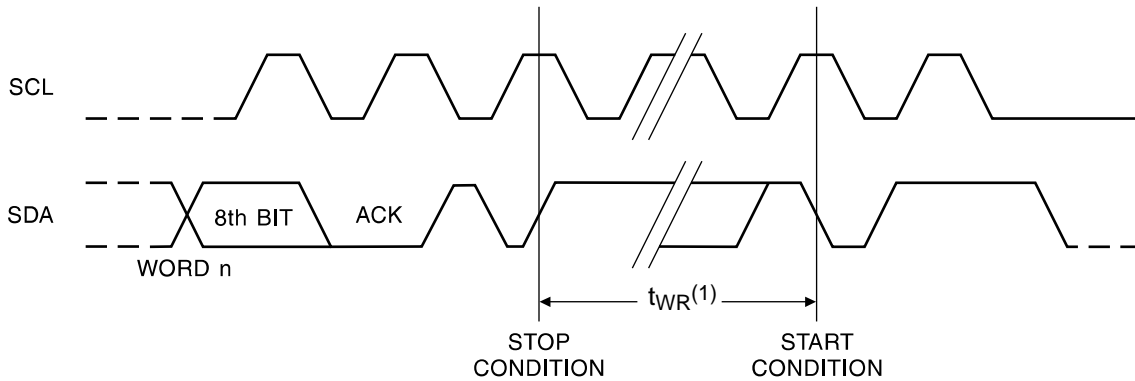 SCL
SDA
8th BIT
ACK
WORD n
tWR(1)
STOP
CONDITION
START
CONDITION